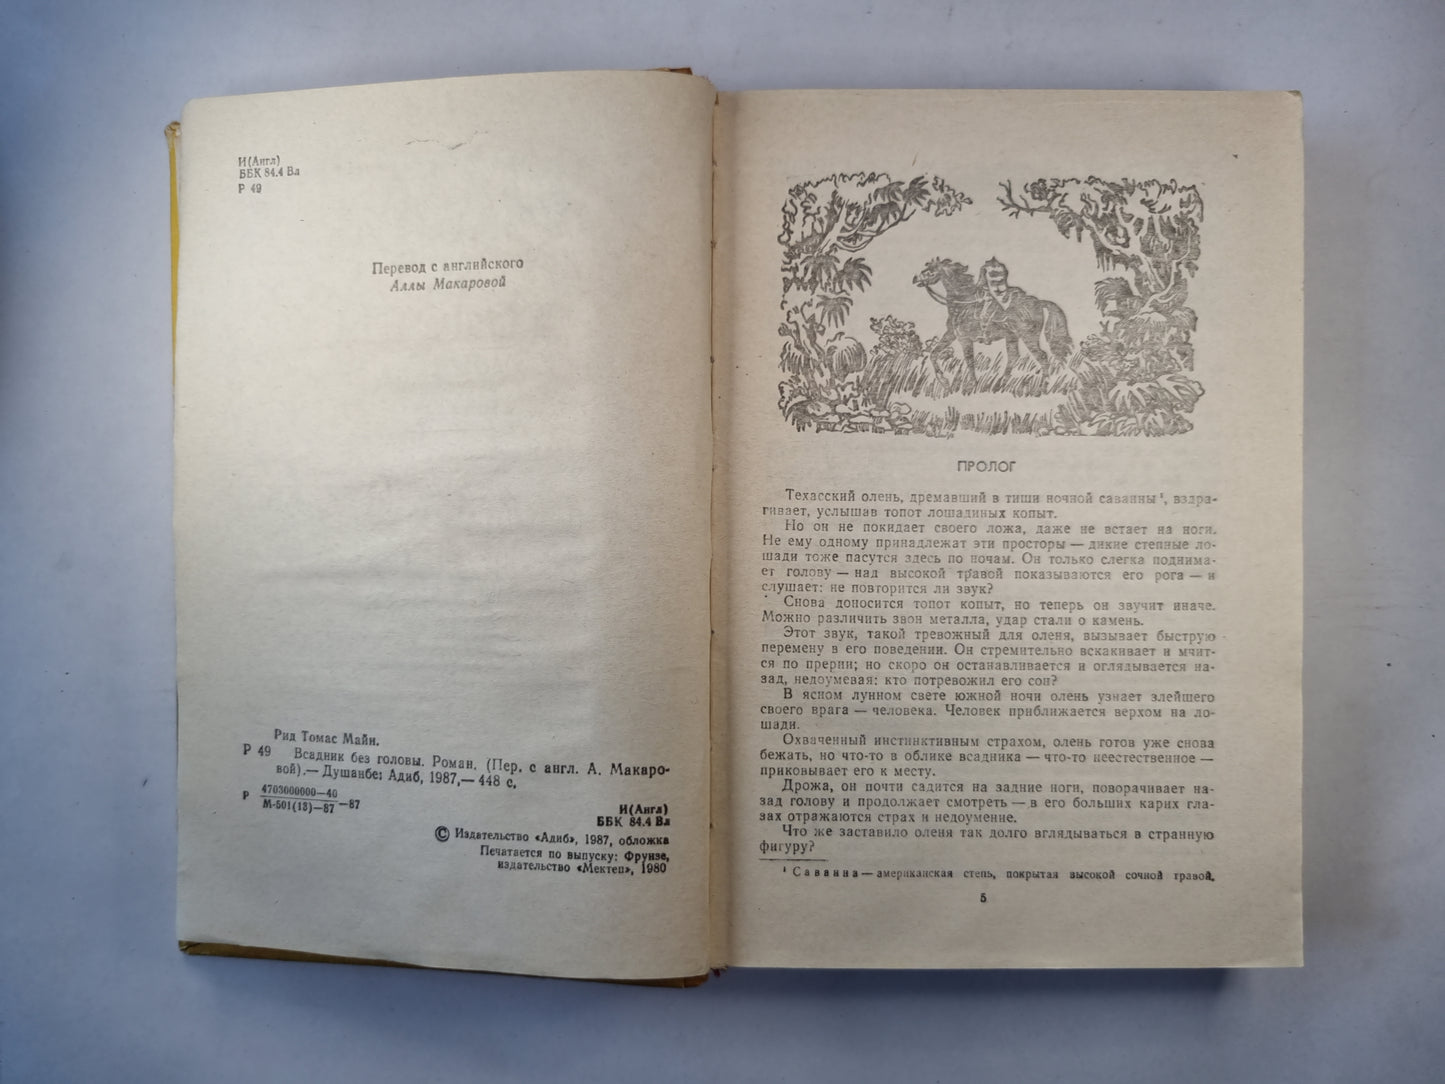 И(Англ)
ББК 84.4 Вл
Р 49
Перевод с английского
Аллы Макаровой
Рид Томас Майн.
Р 49 Всадник без головы. Роман. (Пер. с англ. А. Макаро-
вой).— Душанбе: Адиб, 1987,— 448 с.
Р 4703000000—40
М-501(13)—87 —87
И(Англ)
ББК 84.4 Вл
© Издательство «Адиб», 1987, обложка
Печатается по выпуску: Фрунзе,
издательство «Мектеп», 1980
ПРОЛОГ
Техасский олень, дремавший в тиши ночной саванны¹, вздра-
гивает, услышав топот лошадиных копыт.
Но он не покидает своего ложа, даже не встает на ноги.
Не ему одному принадлежат эти просторы — дикие степные ло-
шади тоже пасутся здесь по ночам. Он только слегка поднима-
ет голову — над высокой травой показываются его рога — и
слушает: не повторится ли звук?
Снова доносится топот копыт, но теперь он звучит иначе.
Можно различить звон металла, удар стали о камень.
Этот звук, такой тревожный для оленя, вызывает быструю
перемену в его поведении. Он стремительно вскакивает и мчит-
ся по прерии; но скоро он останавливается и оглядывается на-
зад, недоумевая: кто потревожил его сон?
В ясном лунном свете южной ночи олень узнает злейшего
своего врага — человека. Человек приближается верхом на ло-
шади.
Охваченный инстинктивным страхом, олень готов уже снова
бежать, но что-то в облике всадника — что-то неестественное —
приковывает его к месту.
Дрожа, он почти садится на задние ноги, поворачивает на-
зад голову и продолжает смотреть — в его больших карих гла-
зах отражаются страх и недоумение.
Что же заставило оленя так долго вглядываться в странную
фигуру?
¹ Саванна — американская степь, покрытая высокой сочной травой.
5